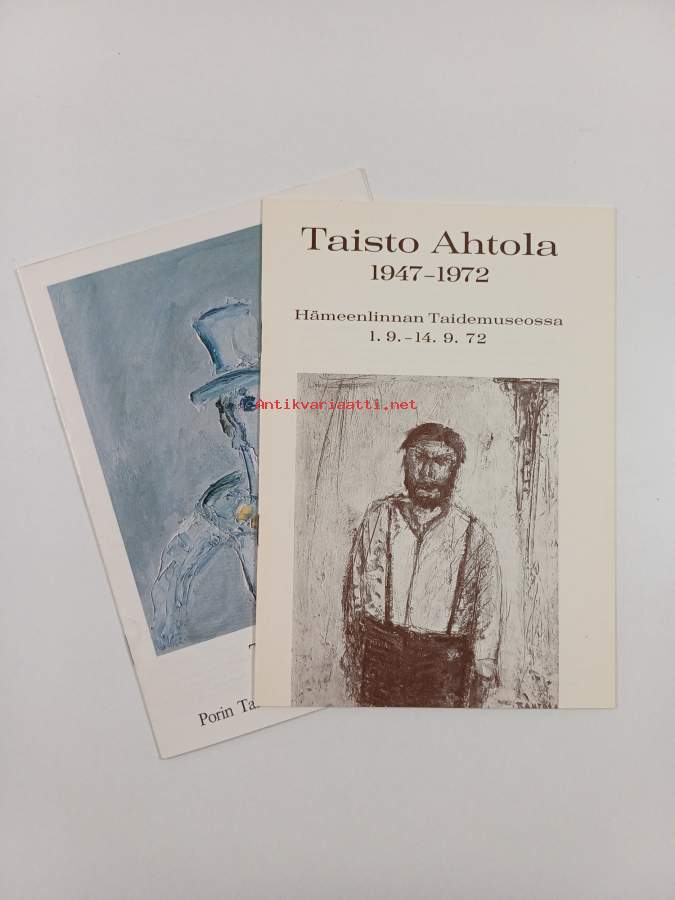 Taisto Ahtola
1947–1972
Hämeenlinnan Taidemuseossa
1. 9. – 14. 9. 72
Antikvariaatti.net
T
Porin Ta